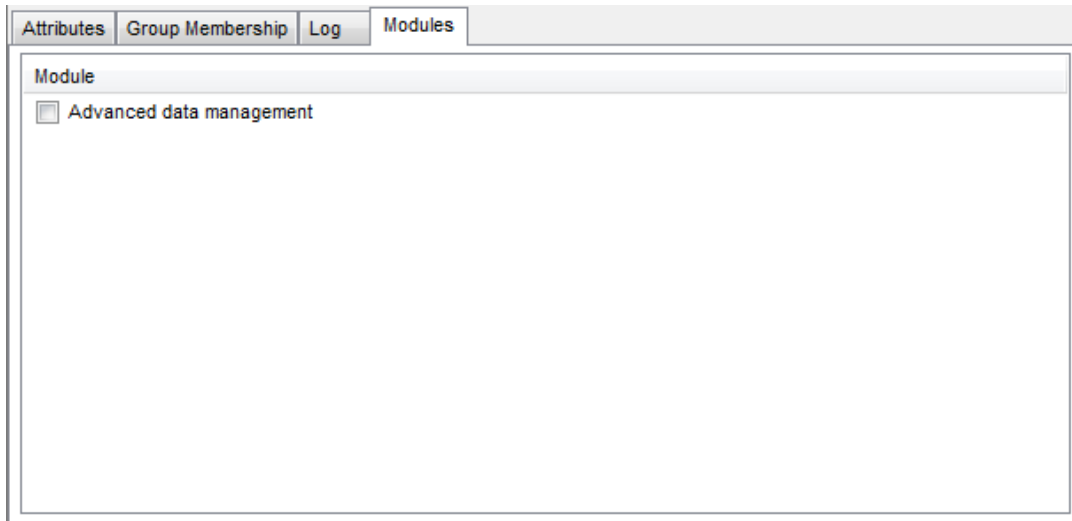 Attributes Group Membership Log Modules
Module
Advanced data management